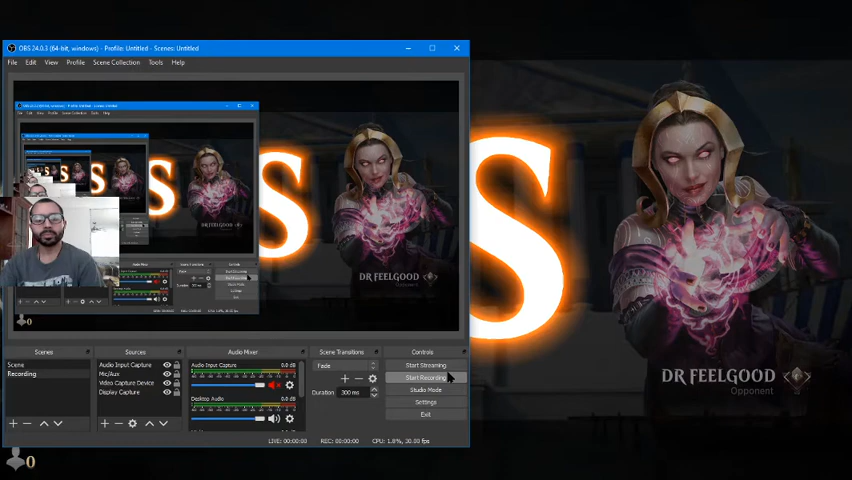 OBS 24.0.3 (64-bit, windows) - Profile: Untitled - Scenes: Untitled
File Edit View Profile Scene Collection Tools Help
S
S
S
S
DR FEELGOOD
Opponent
DR FEELGOOD
Opponent
0
Scenes
Scene
Recording
Sources
Audio Input Capture
Mic/Aux
Video Capture Device
Display Capture
Audio Mixer
Audio Input Capture 0.0 dB
Desktop Audio 0.0 dB
Scene Transitions
Fade
Duration 300 ms
Controls
Start Streaming
Start Recording
Studio Mode
Settings
Exit
LIVE: 00:00:00 REC: 00:00:00 CPU: 1.8%, 30.00 fps
0